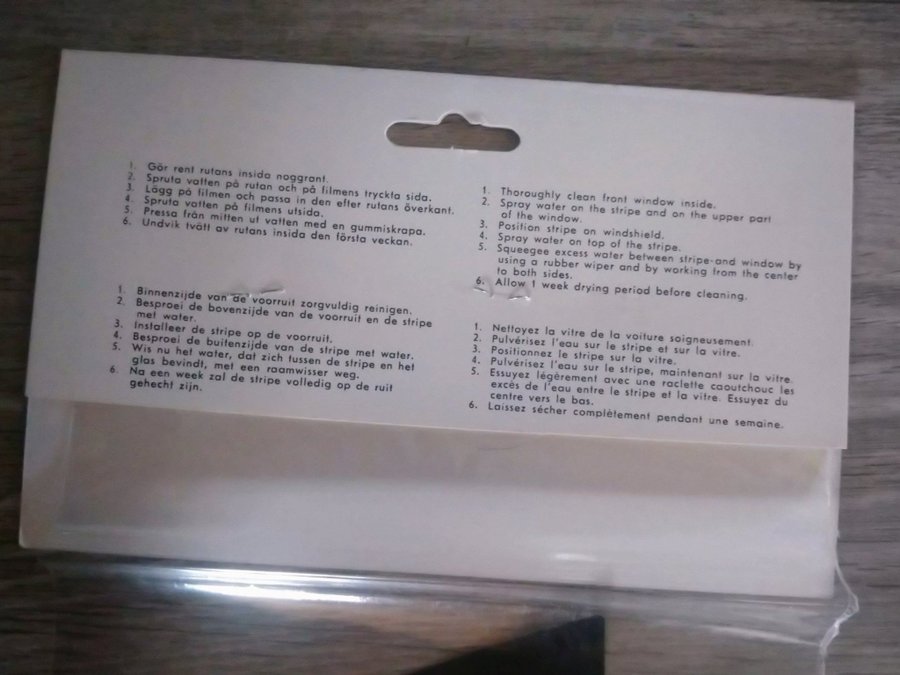 1. Gör rent rutans insida noggrant.
2. Spruta vatten på rutan och på filmens tryckta sida.
3. Lägg på filmen och passa in den efter rutans överkant.
4. Spruta vatten på filmens utsida.
5. Pressa från mitten ut vatten med en gummiskrapa.
6. Undvik tvätt av rutans insida den första veckan.
1. Thoroughly clean front window inside.
2. Spray water on the stripe and on the upper part
of the window.
3. Position stripe on windshield.
4. Spray water on top of the stripe.
5. Squeegee excess water between stripe-and window by
using a rubber wiper and by working from the center
to both sides.
6. Allow 1 week drying period before cleaning.
1. Binnenzijde van de voorruit zorgvuldig reinigen.
2. Besproei de bovenzijde van de voorruit en de stripe
met water.
3. Installeer de stripe op de voorruit.
4. Besproei de buitenzijde van de stripe met water.
5. Wis nu het water, dat zich tussen de stripe en het
glas bevindt, met een raamwisser weg.
6. Na een week zal de stripe volledig op de ruit
gehecht zijn.
1. Nettoyez la vitre de la voiture soigneusement.
2. Pulvérisez l'eau sur le stripe et sur la vitre.
3. Positionnez le stripe sur la vitre.
4. Pulvérisez l'eau sur le stripe, maintenant sur la vitre.
5. Essuyez légèrement avec une raclette caoutchouc les
excés de l'eau entre le stripe et la vitre. Essuyez du
centre vers le bas.
6. Laissez sécher complètement pendant une semaine.